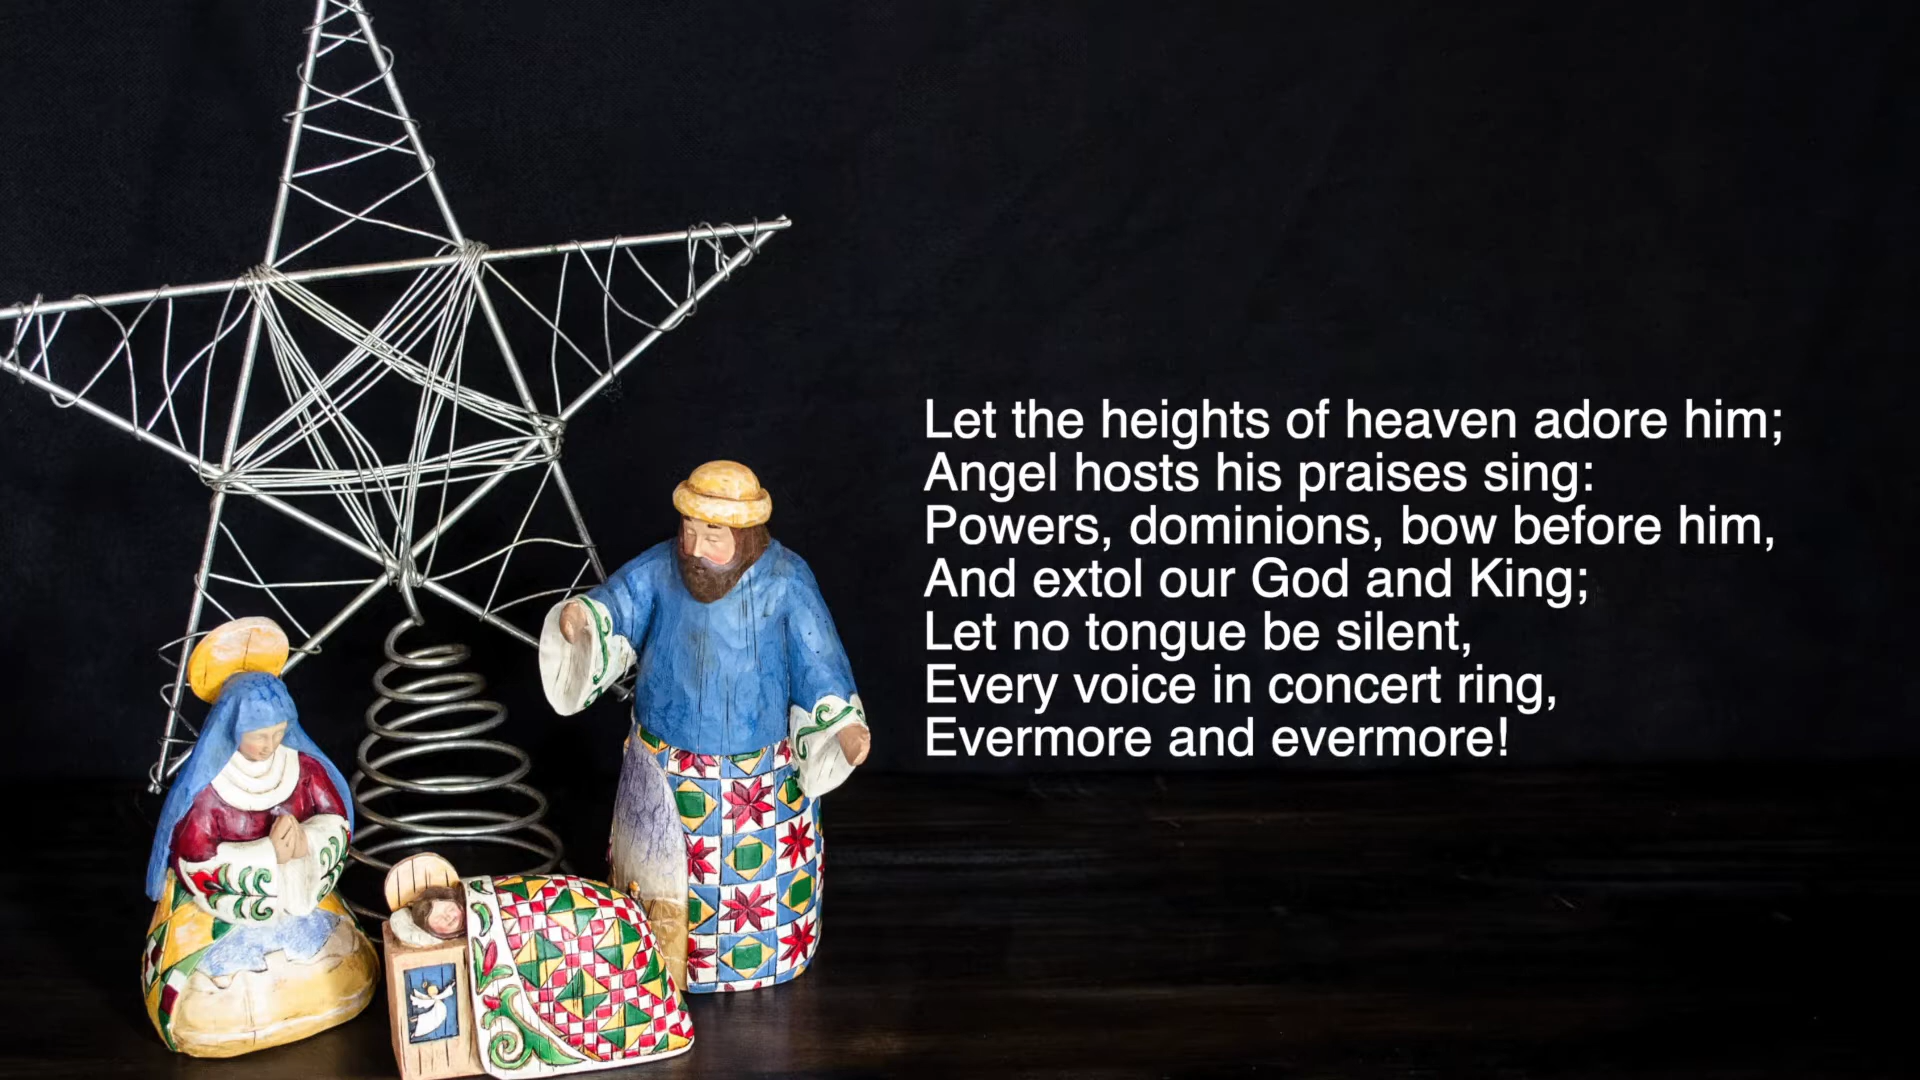 Let the heights of heaven adore him;
Angel hosts his praises sing:
Powers, dominions, bow before him,
And extol our God and King;
Let no tongue be silent,
Every voice in concert ring,
Evermore and evermore!